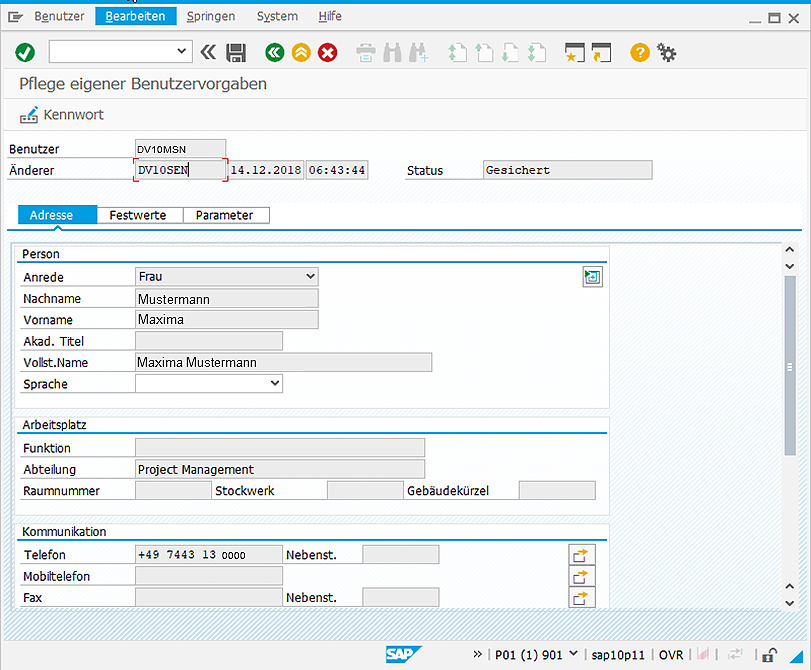 Benutzer Bearbeiten Springen System Hilfe
Pflege eigener Benutzervorgaben
Kennwort
Benutzer DV10MSN
Änderer DV10SEN 14.12.2018 06:43:44 Status Gesichert
Adresse Festwerte Parameter
Person
Anrede Frau
Nachname Mustermann
Vorname Maxima
Akad. Titel
Vollst.Name Maxima Mustermann
Sprache
Arbeitsplatz
Funktion
Abteilung Project Management
Raumnummer Stockwerk Gebäudekürzel
Kommunikation
Telefon +49 7443 13 0000 Nebenst.
Mobiltelefon
Fax Nebenst.
SAP P01 (1) 901 sap10p11 OVR